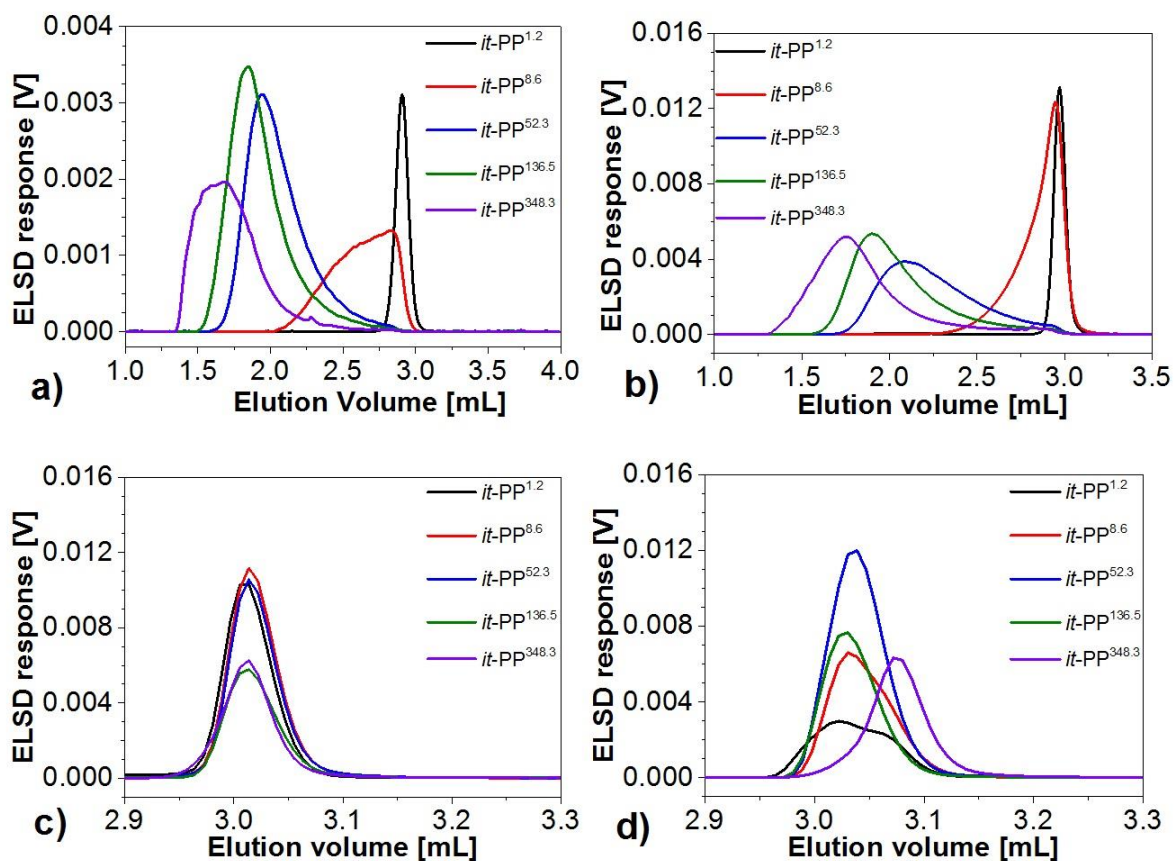 a)
ELSD response [V]
0.004
0.003
0.002
0.001
0.000
it-PP1.2
it-PP8.6
it-PP52.3
it-PP136.5
it-PP348.3
1.0 1.5 2.0 2.5 3.0 3.5 4.0
Elution Volume [mL]
b)
ELSD response [V]
0.016
0.012
0.008
0.004
0.000
it-PP1.2
it-PP8.6
it-PP52.3
it-PP136.5
it-PP348.3
1.0 1.5 2.0 2.5 3.0 3.5
Elution volume [mL]
c)
ELSD response [V]
0.016
0.012
0.008
0.004
0.000
it-PP1.2
it-PP8.6
it-PP52.3
it-PP136.5
it-PP348.3
2.9 3.0 3.1 3.2 3.3
Elution volume [mL]
d)
ELSD response [V]
0.016
0.012
0.008
0.004
0.000
it-PP1.2
it-PP8.6
it-PP52.3
it-PP136.5
it-PP348.3
2.9 3.0 3.1 3.2 3.3
Elution volume [mL]